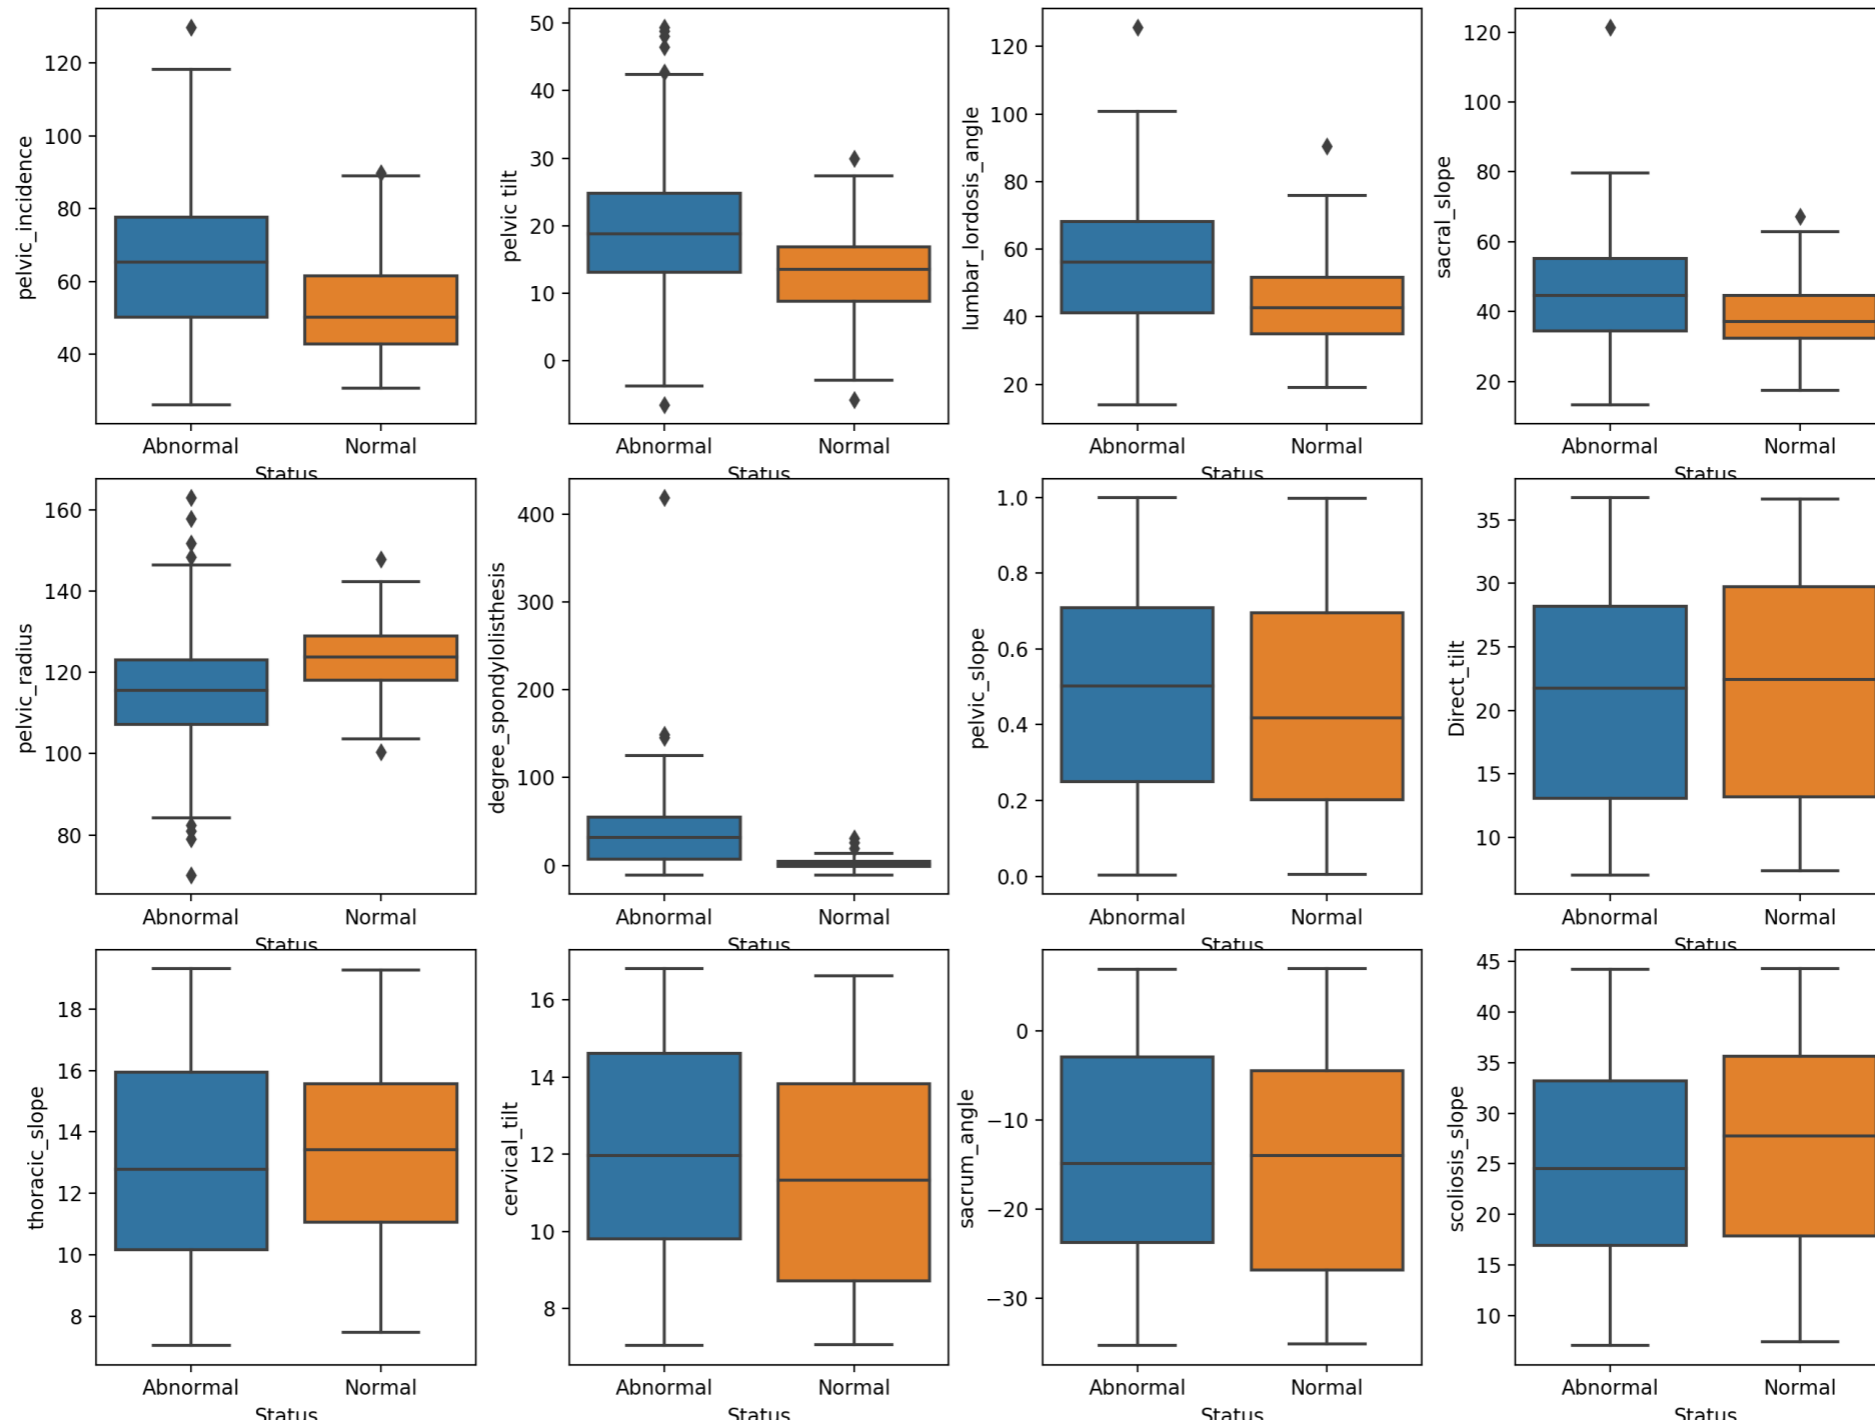 pelvic_incidence
120
100
80
60
40
Abnormal Normal
Status
pelvic tilt
50
40
30
20
10
0
Abnormal Normal
Status
lumbar_lordosis_angle
120
100
80
60
40
20
Abnormal Normal
Status
sacral_slope
120
100
80
60
40
20
Abnormal Normal
Status
pelvic_radius
160
140
120
100
80
Abnormal Normal
Status
degree_spondylolisthesis
400
300
200
100
0
Abnormal Normal
Status
pelvic_slope
1.0
0.8
0.6
0.4
0.2
0.0
Abnormal Normal
Status
Direct_tilt
35
30
25
20
15
10
Abnormal Normal
Status
thoracic_slope
18
16
14
12
10
8
Abnormal Normal
Status
cervical_tilt
16
14
12
10
8
Abnormal Normal
Status
sacrum_angle
0
−10
−20
−30
Abnormal Normal
Status
scoliosis_slope
45
40
35
30
25
20
15
10
Abnormal Normal
Status